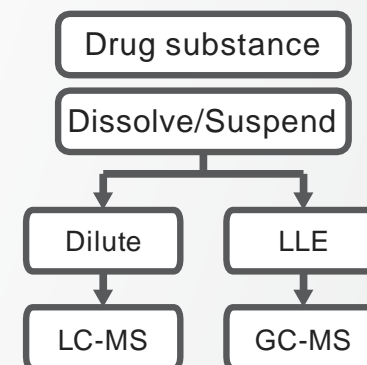 Drug substance
Dissolve/Suspend
Dilute
LLE
LC-MS
GC-MS